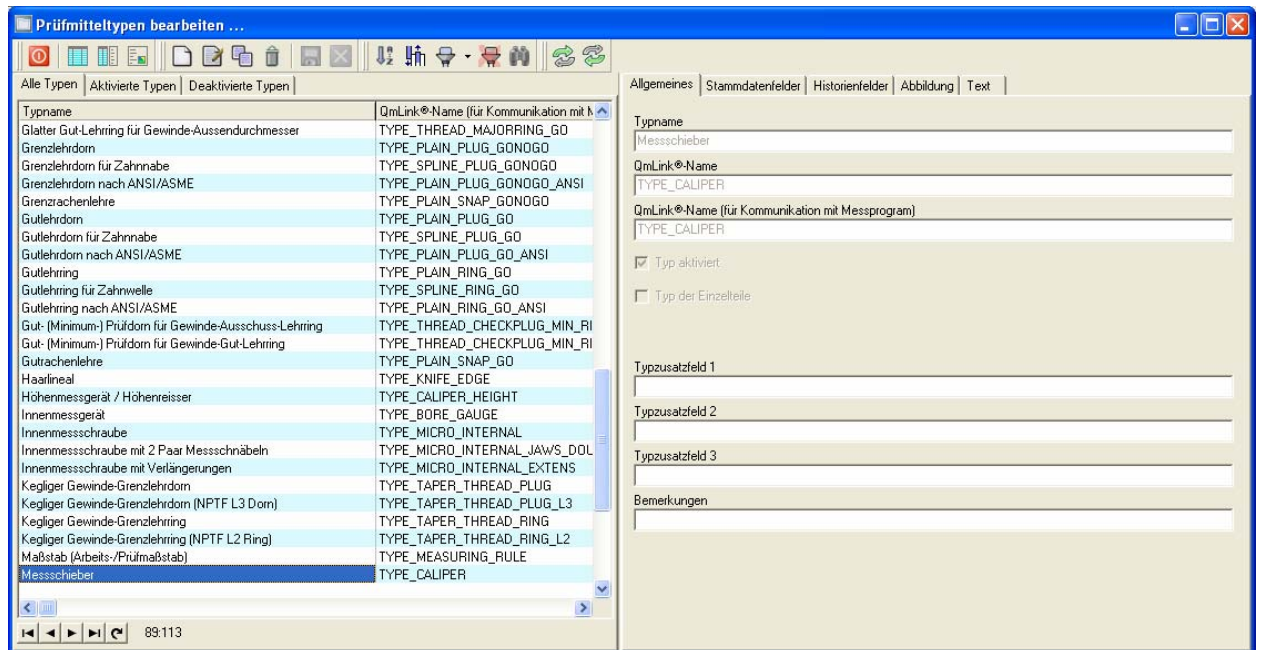 Prüfmitteltypen bearbeiten ...
Alle Typen Aktivierte Typen Deaktivierte Typen
Typname QmLink®-Name (für Kommunikation mit M
Glatter Gut-Lehrring für Gewinde-Aussendurchmesser TYPE_THREAD_MAJORRING_GO
Grenzlehrdorn TYPE_PLAIN_PLUG_GONOGO
Grenzlehrdorn für Zahnnabe TYPE_SPLINE_PLUG_GONOGO
Grenzlehrdorn nach ANSI/ASME TYPE_PLAIN_PLUG_GONOGO_ANSI
Grenzrachenlehre TYPE_PLAIN_SNAP_GONOGO
Gutlehrdorn TYPE_PLAIN_PLUG_GO
Gutlehrdorn für Zahnnabe TYPE_SPLINE_PLUG_GO
Gutlehrdorn nach ANSI/ASME TYPE_PLAIN_PLUG_GO_ANSI
Gutlehrring TYPE_PLAIN_RING_GO
Gutlehrring für Zahnwelle TYPE_SPLINE_RING_GO
Gutlehrring nach ANSI/ASME TYPE_PLAIN_RING_GO_ANSI
Gut- (Minimum-) Prüfdorn für Gewinde-Ausschuss-Lehrring TYPE_THREAD_CHECKPLUG_MIN_RI
Gut- (Minimum-) Prüfdorn für Gewinde-Gut-Lehrring TYPE_THREAD_CHECKPLUG_MIN_RI
Gutrachenlehre TYPE_PLAIN_SNAP_GO
Haarlineal TYPE_KNIFE_EDGE
Höhenmessgerät / Höhenreisser TYPE_CALIPER_HEIGHT
Innenmessgerät TYPE_BORE_GAUGE
Innenmessschraube TYPE_MICRO_INTERNAL
Innenmessschraube mit 2 Paar Messschnäbeln TYPE_MICRO_INTERNAL_JAWS_DOU
Innenmessschraube mit Verlängerungen TYPE_MICRO_INTERNAL_EXTENS
Kegliger Gewinde-Grenzlehrdorn TYPE_TAPER_THREAD_PLUG
Kegliger Gewinde-Grenzlehrdorn (NPTF L3 Dorn) TYPE_TAPER_THREAD_PLUG_L3
Kegliger Gewinde-Grenzlehrring TYPE_TAPER_THREAD_RING
Kegliger Gewinde-Grenzlehrring (NPTF L2 Ring) TYPE_TAPER_THREAD_RING_L2
Maßstab (Arbeits-/Prüfmaßstab) TYPE_MEASURING_RULE
Messschieber TYPE_CALIPER
89:113
Allgemeines Stammdatenfelder Historienfelder Abbildung Text
Typname
Messschieber
QmLink®-Name
TYPE_CALIPER
QmLink®-Name (für Kommunikation mit Messprogram)
TYPE_CALIPER
Typ aktiviert
Typ der Einzelteile
Typzusatzfeld 1
Typzusatzfeld 2
Typzusatzfeld 3
Bemerkungen